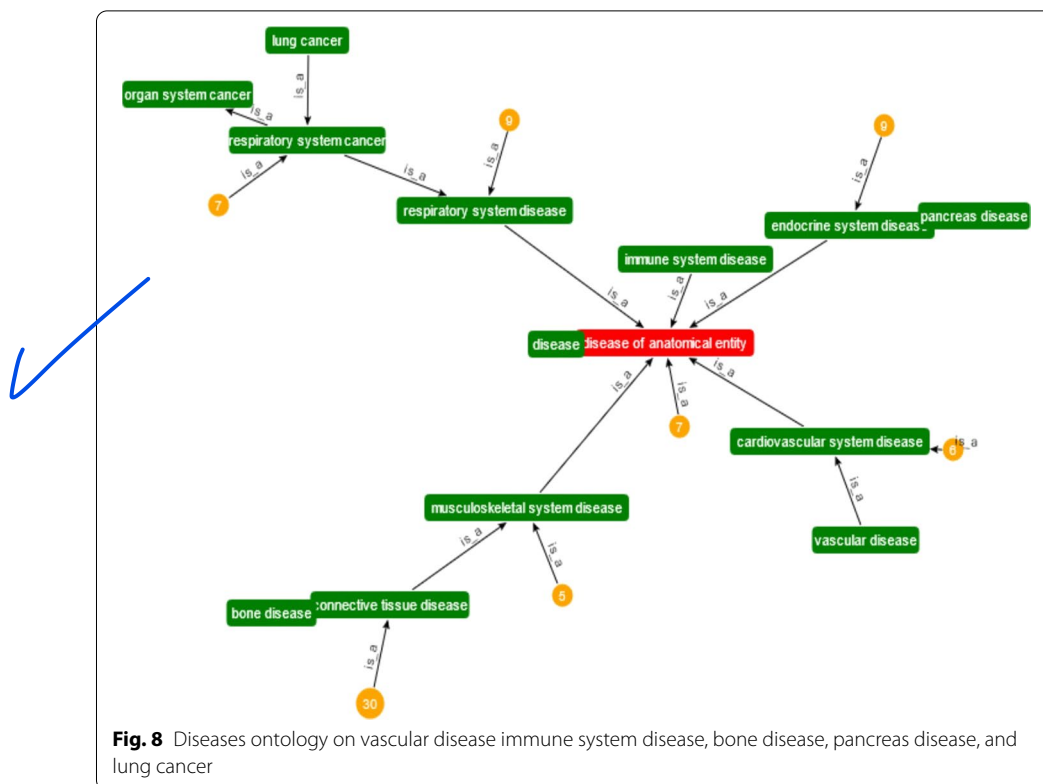 lung cancer
is_a
organ system cancer
is_a
respiratory system cancer
is_a
7
is_a
9
is_a
respiratory system disease
9
is_a
pancreas disease
endocrine system disease
immune system disease
is_a
is_a
is_a
disease
disease of anatomical entity
is_a
is_a
is_a
7
cardiovascular system disease
6
is_a
is_a
vascular disease
musculoskeletal system disease
is_a
is_a
5
bone disease
connective tissue disease
is_a
30
Fig. 8 Diseases ontology on vascular disease immune system disease, bone disease, pancreas disease, and
lung cancer